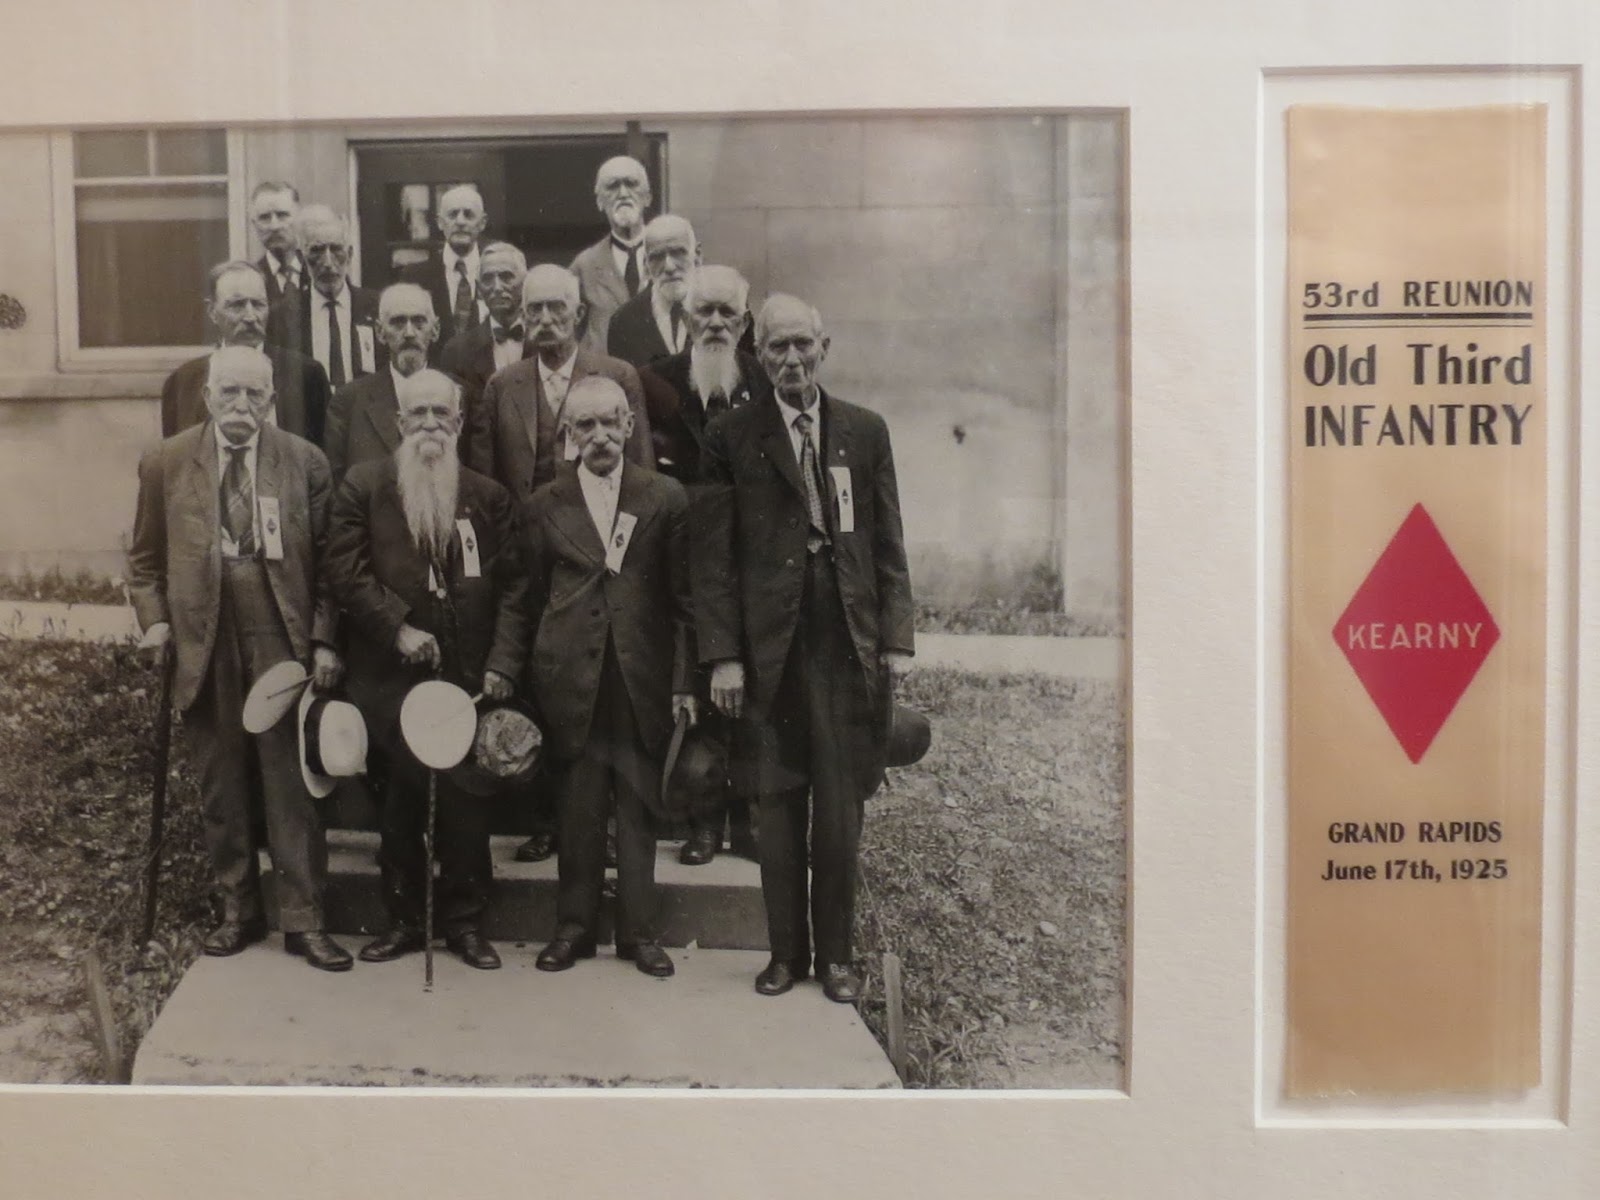 53rd REUNION
Old Third
INFANTRY
KEARNY
GRAND RAPIDS
June 17th, 1925